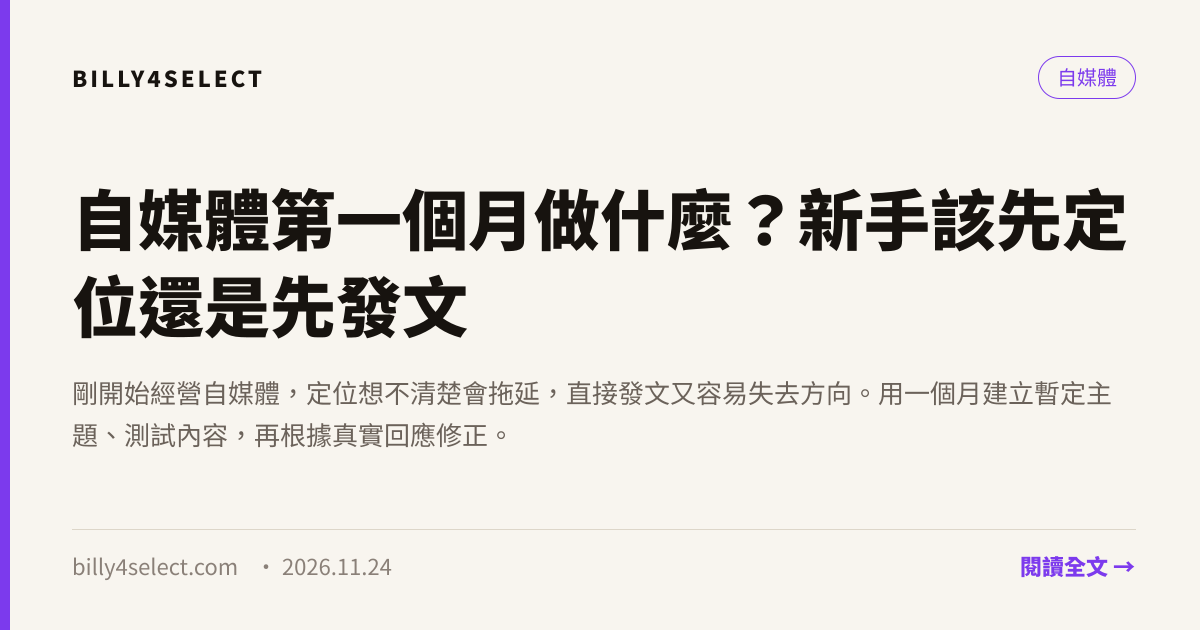 BILLY4SELECT
自媒體
自媒體第一個月做什麼？新手該先定
位還是先發文
剛開始經營自媒體，定位想不清楚會拖延，直接發文又容易失去方向。用一個月建立暫定主
題、測試內容，再根據真實回應修正。
billy4select.com ・ 2026.11.24
閱讀全文 →